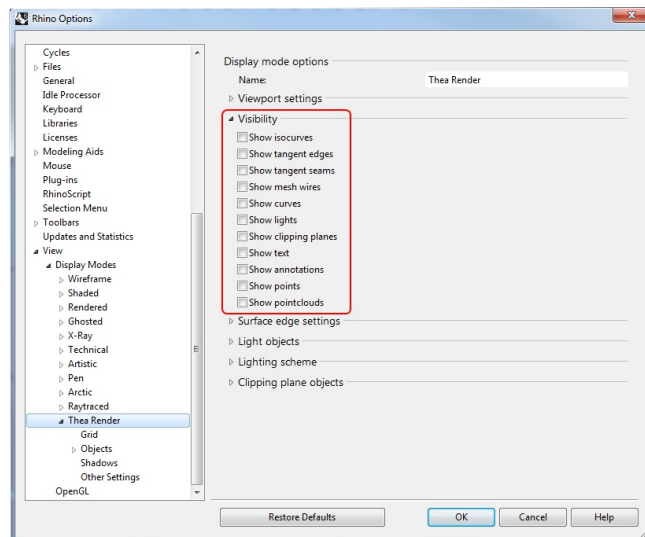 Rhino Options
Cycles
Files
General
Idle Processor
Keyboard
Libraries
Licenses
Modeling Aids
Mouse
Plug-ins
RhinoScript
Selection Menu
Toolbars
Updates and Statistics
View
Display Modes
Wireframe
Shaded
Rendered
Ghosted
X-Ray
Technical
Artistic
Pen
Arctic
Raytraced
Thea Render
Grid
Objects
Shadows
Other Settings
OpenGL
Display mode options
Name: Thea Render
Viewport settings
Visibility
Show isocurves
Show tangent edges
Show tangent seams
Show mesh wires
Show curves
Show lights
Show clipping planes
Show text
Show annotations
Show points
Show pointclouds
Surface edge settings
Light objects
Lighting scheme
Clipping plane objects
Restore Defaults OK Cancel Help